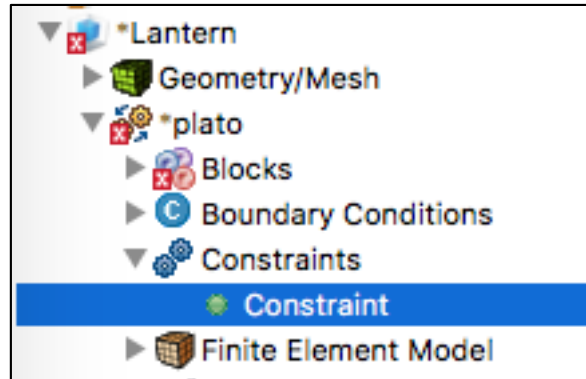 *Lantern
Geometry/Mesh
*plato
Blocks
C Boundary Conditions
Constraints
Constraint
Finite Element Model